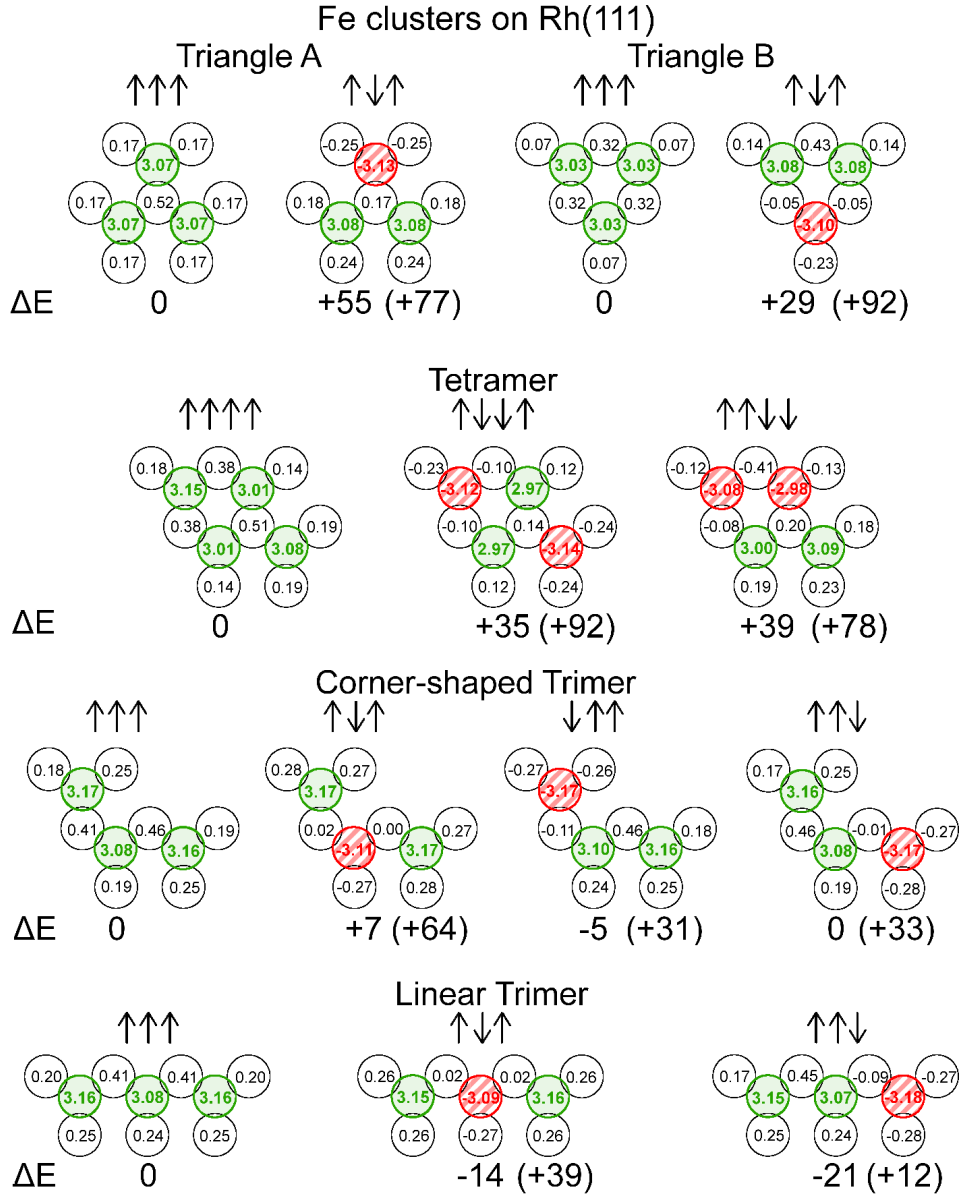 Fe clusters on Rh(111)
Triangle A Triangle B
↑↑↑ ↑↓↑ ↑↑↑ ↑↓↑
0.17 0.17 -0.25 -0.25 0.07 0.32 0.07 0.14 0.43 0.14
3.07 -3.13 3.03 3.03 3.08 3.08
0.17 0.52 0.17 0.18 0.17 0.18 0.32 0.32 -0.05 -0.05
3.07 3.07 3.08 3.08 3.03 -3.10
0.17 0.17 0.24 0.24 0.07 -0.23
ΔE 0 +55 (+77) 0 +29 (+92)
Tetramer
↑↑↑↑ ↑↓↓↑ ↑↑↓↓
0.18 0.38 0.14 -0.23 -0.10 0.12 -0.12 -0.41 -0.13
3.15 3.01 -3.12 2.97 -3.08 -2.98
0.38 0.51 0.19 -0.10 0.14 -0.24 -0.08 0.20 0.18
3.01 3.08 2.97 -3.14 3.00 3.09
0.14 0.19 0.12 -0.24 0.19 0.23
ΔE 0 +35 (+92) +39 (+78)
Corner-shaped Trimer
↑↑↑ ↑↓↑ ↓↑↑ ↑↑↓
0.18 0.25 0.28 0.27 -0.27 -0.26 0.17 0.25
3.17 3.17 -3.17 3.16
0.41 0.46 0.19 0.02 0.00 0.27 -0.11 0.46 0.18 0.46 -0.01 -0.27
3.08 3.16 -3.11 3.17 3.10 3.16 3.08 -3.17
0.19 0.25 -0.27 0.28 0.24 0.25 0.19 -0.28
ΔE 0 +7 (+64) -5 (+31) 0 (+33)
Linear Trimer
↑↑↑ ↑↓↑ ↑↑↓
0.20 0.41 0.41 0.20 0.26 0.02 0.02 0.26 0.17 0.45 -0.09 -0.27
3.16 3.08 3.16 3.15 -3.09 3.16 3.15 3.07 -3.18
0.25 0.24 0.25 0.26 -0.27 0.26 0.25 0.24 -0.28
ΔE 0 -14 (+39) -21 (+12)